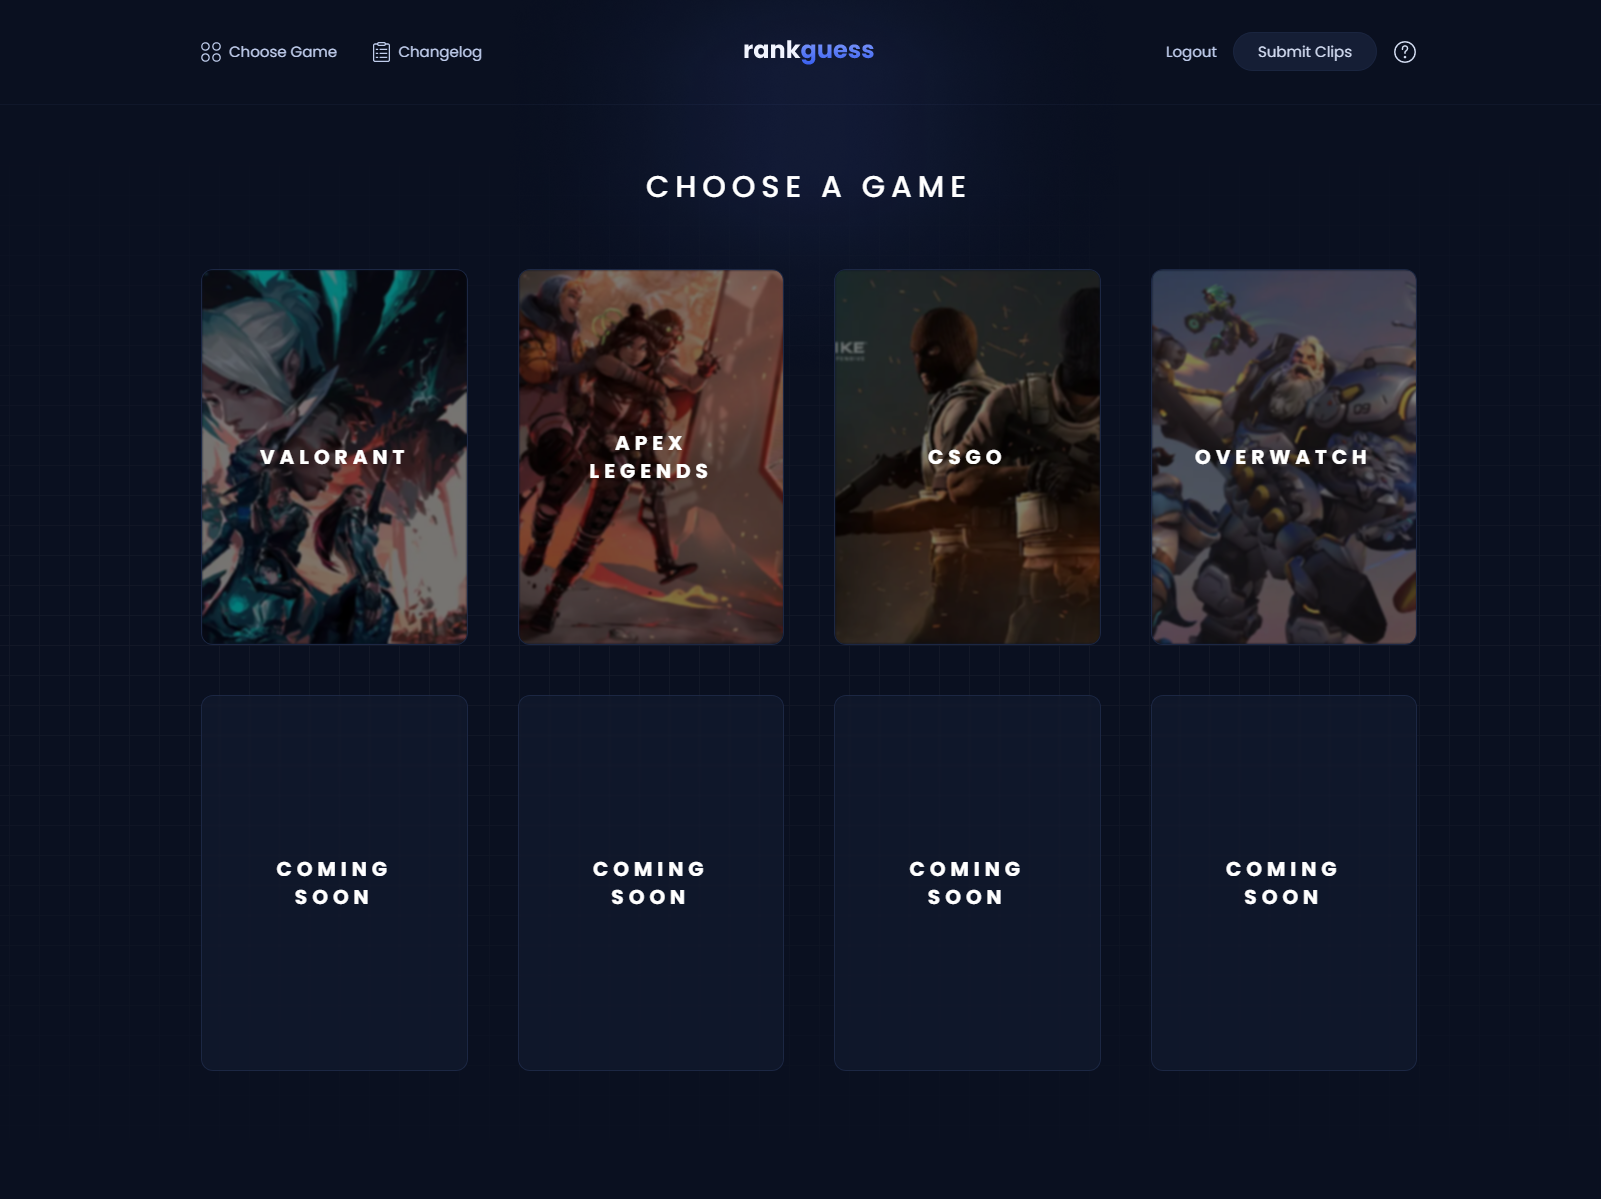 Choose Game
Changelog
rankguess
Logout
Submit Clips
CHOOSE A GAME
VALORANT
APEX
LEGENDS
IKE
CSGO
OVERWATCH
09
COMING
SOON
COMING
SOON
COMING
SOON
COMING
SOON